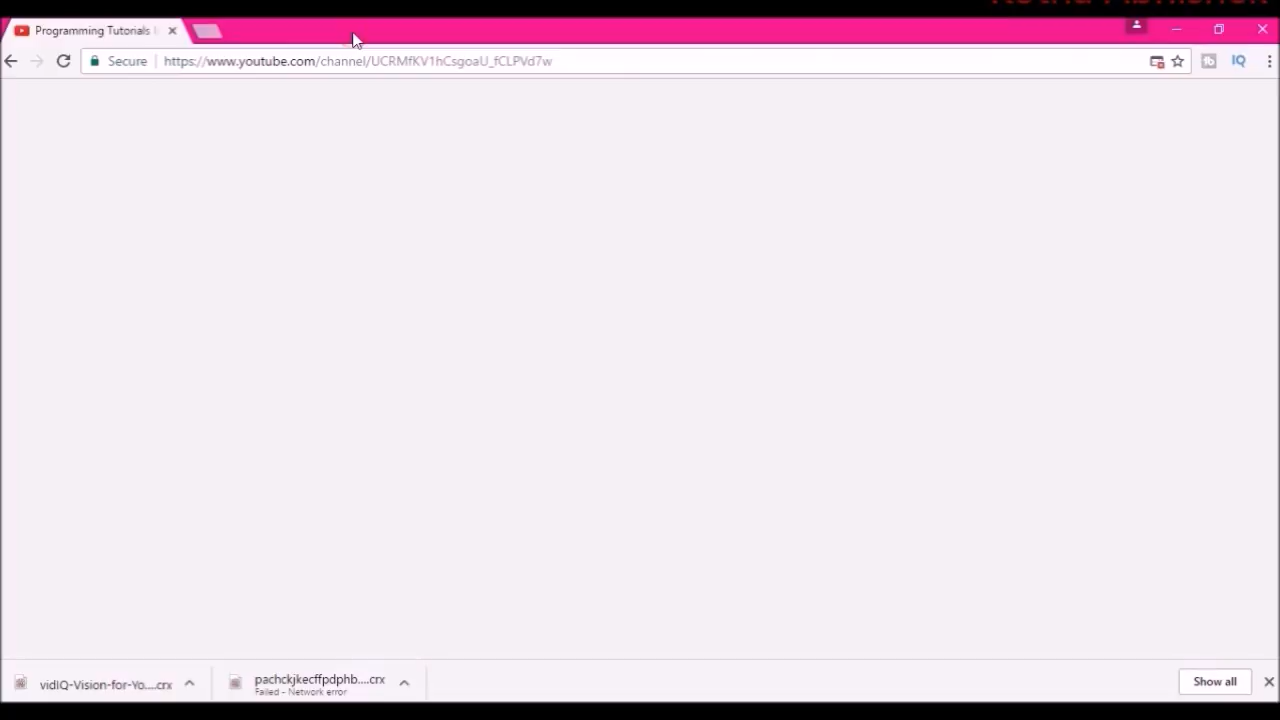 Programming Tutorials
Secure
https://www.youtube.com/channel/UCRMfKV1hCsgoaU_fCLPVd7w
IQ
vidIQ-Vision-for-Yo....crx
pachckjkecffpdphb....crx
Failed - Network error
Show all